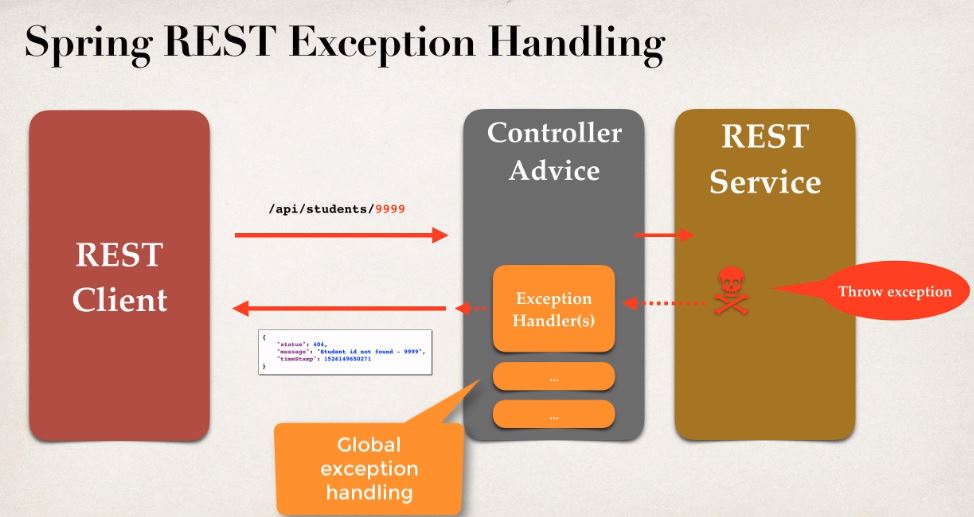 Spring REST Exception Handling
Controller
Advice
REST
Service
/api/students/9999
REST
Client
Exception
Handler(s)
Throw exception
{
"status": 404,
"message": "Student id not found - 9999",
"timeStamp": 1526149650271
}
...
...
Global
exception
handling